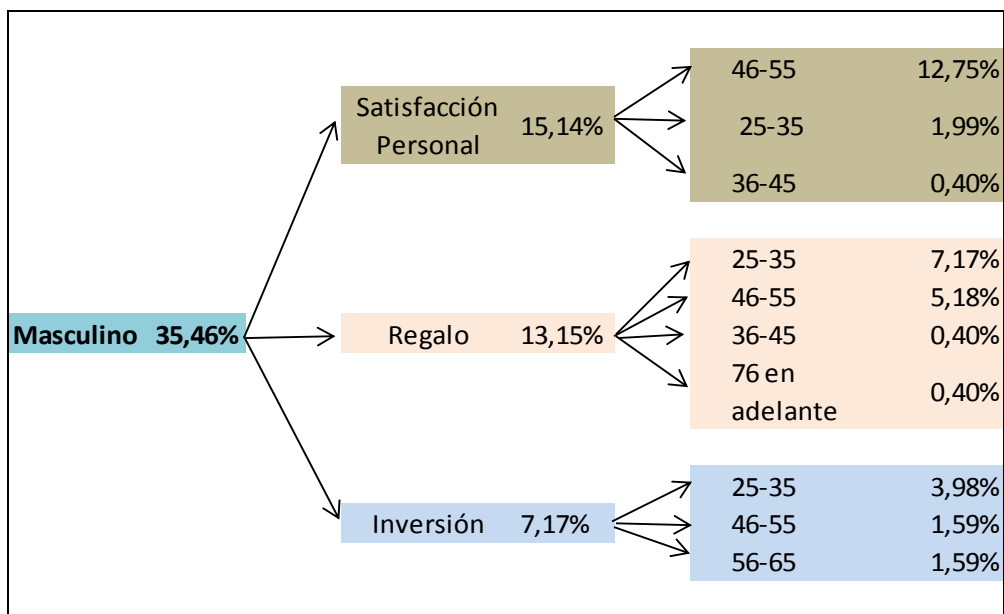 Masculino 35,46%
Satisfacción
Personal 15,14%
46-55 12,75%
25-35 1,99%
36-45 0,40%
Regalo 13,15%
25-35 7,17%
46-55 5,18%
36-45 0,40%
76 en
adelante 0,40%
Inversión 7,17%
25-35 3,98%
46-55 1,59%
56-65 1,59%